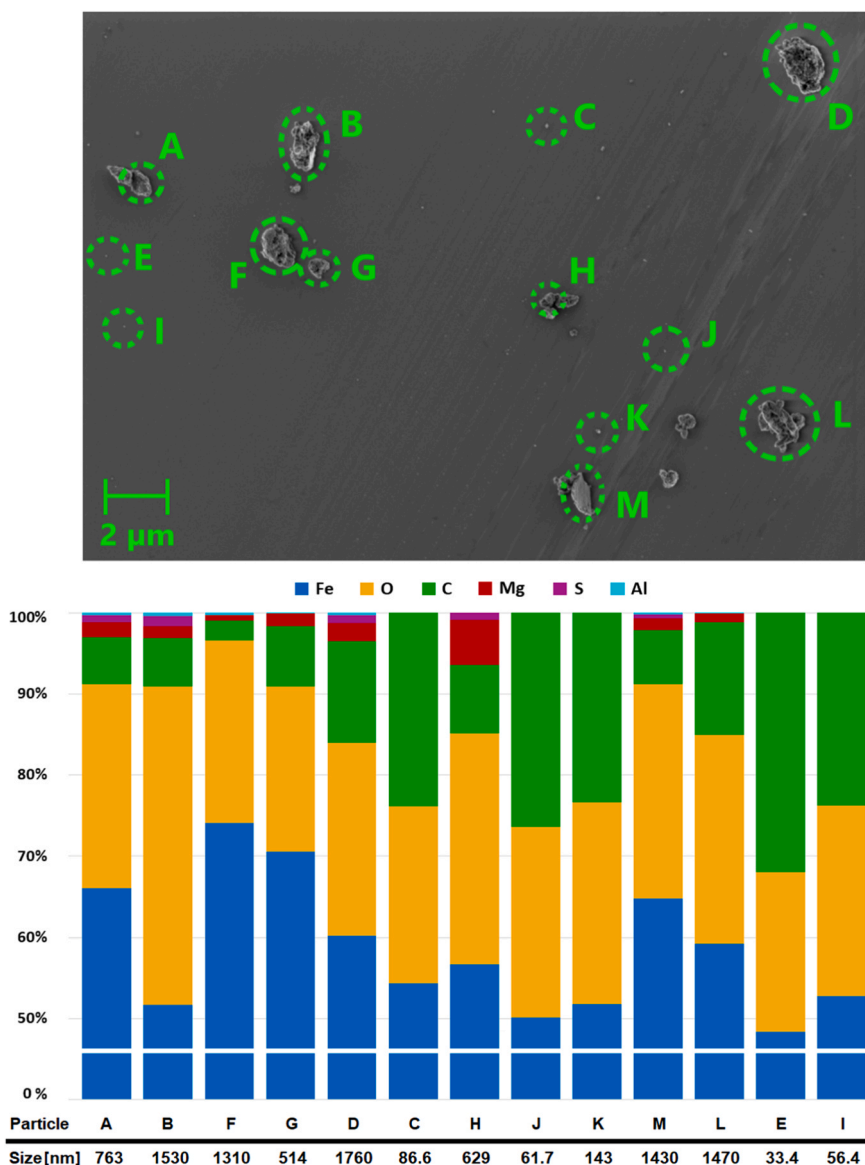 B
C
D
A
E
F
G
H
I
J
K
L
M
2 µm
Fe O C Mg S Al
100%
90%
80%
70%
60%
50%
0 %
Particle A B F G D C H J K M L E I
Size[nm] 763 1530 1310 514 1760 86.6 629 61.7 143 1430 1470 33.4 56.4